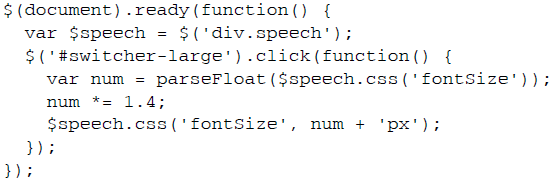 $(document).ready(function() {
  var $speech = $('div.speech');
  $('#switcher-large').click(function() {
    var num = parseFloat($speech.css('fontSize'));
    num *= 1.4;
    $speech.css('fontSize', num + 'px');
  });
});